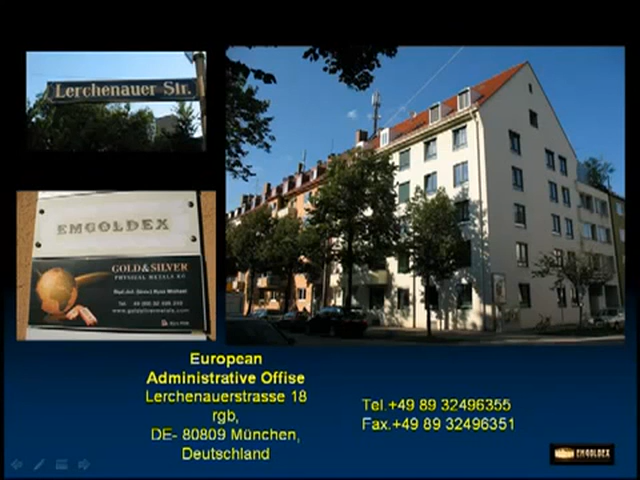 Lerchenauer Str.
EMGOLDEX
GOLD & SILVER
PHYSICAL METALS KG
European
Administrative Offise
Lerchenauerstrasse 18
rgb,
DE- 80809 München,
Deutschland
Tel.+49 89 32496355
Fax.+49 89 32496351
EMGOLDEX